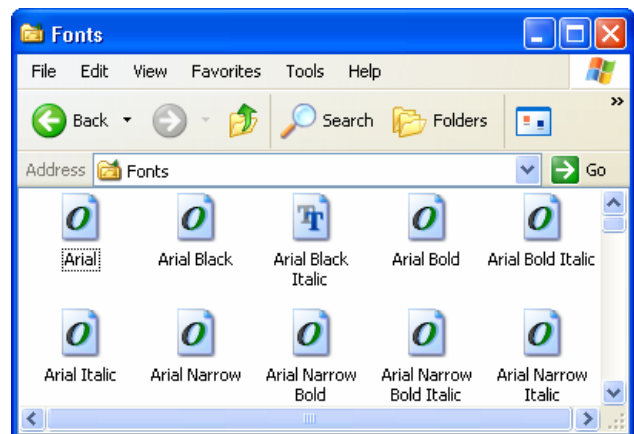 Fonts
File Edit View Favorites Tools Help
Back Search Folders »
Address Fonts Go
Arial Arial Black Arial Black Italic Arial Bold Arial Bold Italic
Arial Italic Arial Narrow Arial Narrow Bold Arial Narrow Bold Italic Arial Narrow Italic